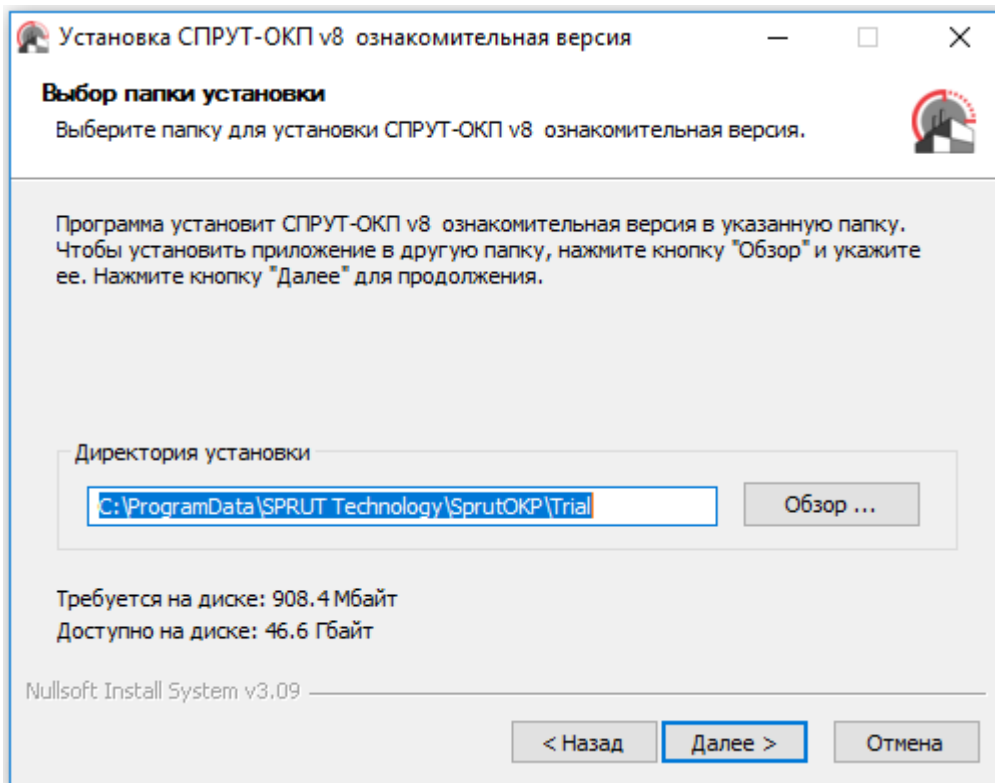 Установка СПРУТ-ОКП v8  ознакомительная версия
Выбор папки установки
Выберите папку для установки СПРУТ-ОКП v8  ознакомительная версия.
Программа установит СПРУТ-ОКП v8  ознакомительная версия в указанную папку.
Чтобы установить приложение в другую папку, нажмите кнопку "Обзор" и укажите
ее. Нажмите кнопку "Далее" для продолжения.
Директория установки
C:\ProgramData\SPRUT Technology\SprutOKP\Trial
Обзор ...
Требуется на диске: 908.4 Мбайт
Доступно на диске: 46.6 Гбайт
Nullsoft Install System v3.09
< Назад
Далее >
Отмена